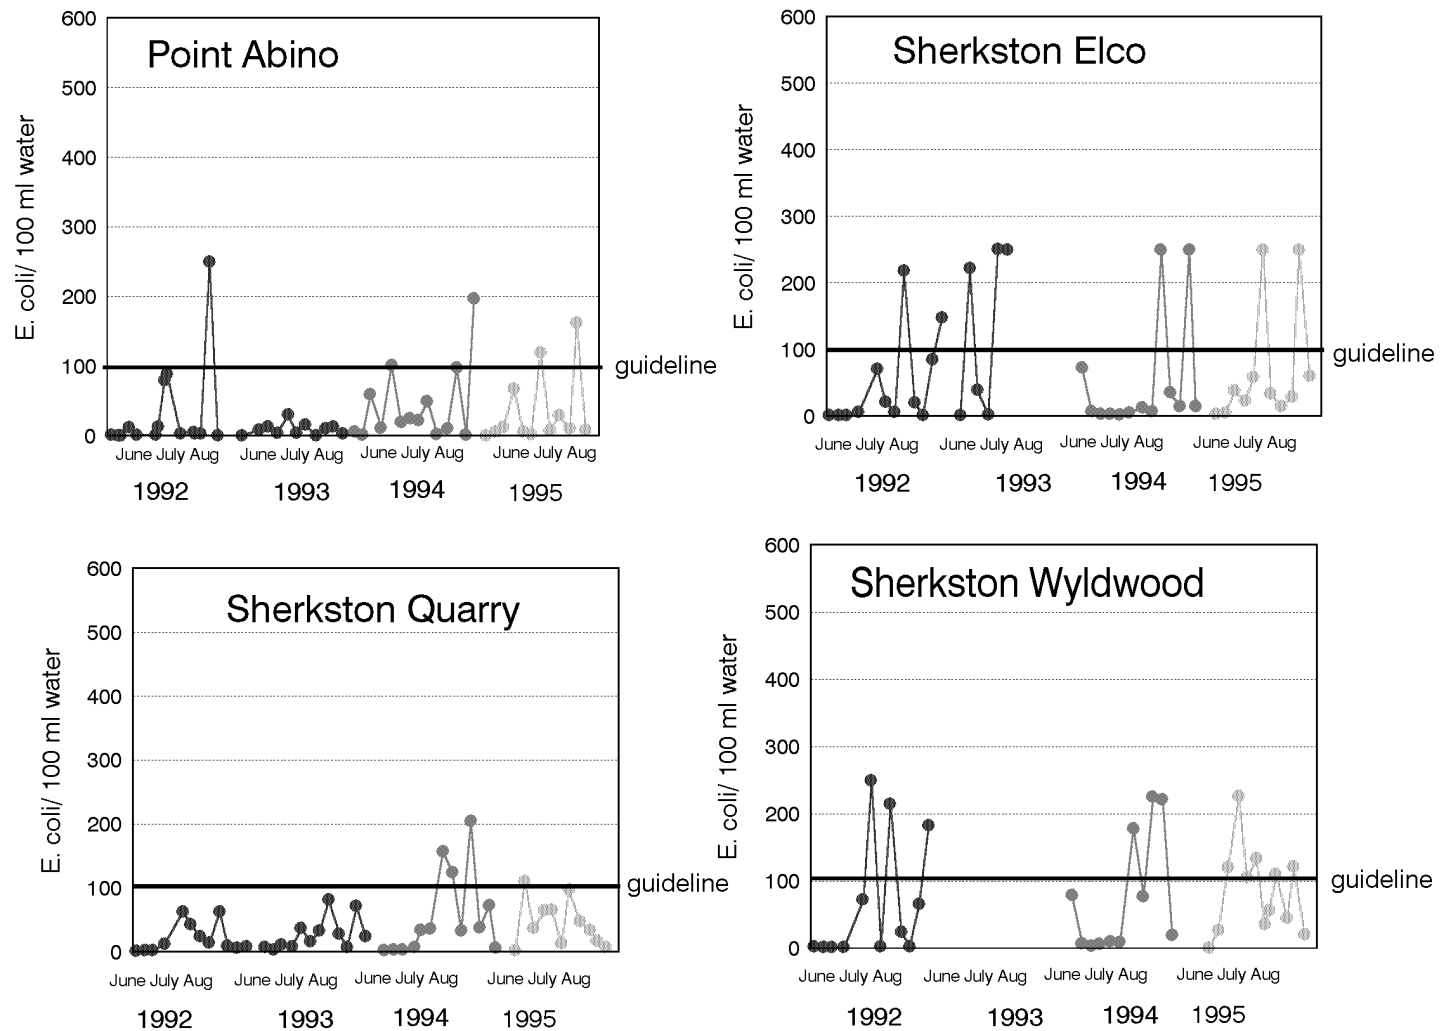 Point Abino
E. coli/ 100 ml water
600
500
400
300
200
100
0
guideline
June July Aug June July Aug June July Aug June July Aug
1992 1993 1994 1995
Sherkston Elco
E. coli/ 100 ml water
600
500
400
300
200
100
0
guideline
June July Aug June July Aug June July Aug June July Aug
1992 1993 1994 1995
Sherkston Quarry
E. coli/ 100 ml water
600
500
400
300
200
100
0
guideline
June July Aug June July Aug June July Aug June July Aug
1992 1993 1994 1995
Sherkston Wyldwood
E. coli/ 100 ml water
600
500
400
300
200
100
0
guideline
June July Aug June July Aug June July Aug June July Aug
1992 1993 1994 1995